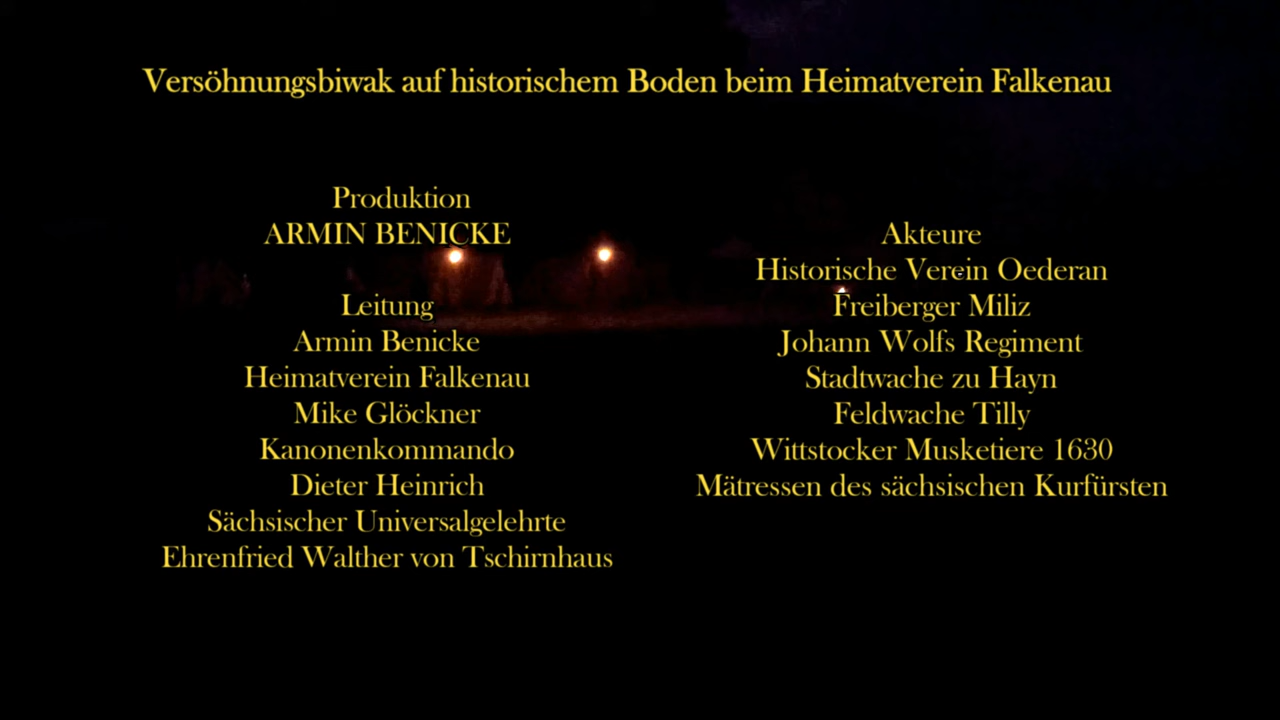 Versöhnungsbiwak auf historischem Boden beim Heimatverein Falkenau
Produktion
ARMIN BENICKE
Leitung
Armin Benicke
Heimatverein Falkenau
Mike Glöckner
Kanonenkommando
Dieter Heinrich
Sächsischer Universalgelehrte
Ehrenfried Walther von Tschirnhaus
Akteure
Historische Verein Oederan
Freiberger Miliz
Johann Wolfs Regiment
Stadtwache zu Hayn
Feldwache Tilly
Wittstocker Musketiere 1630
Mätressen des sächsischen Kurfürsten